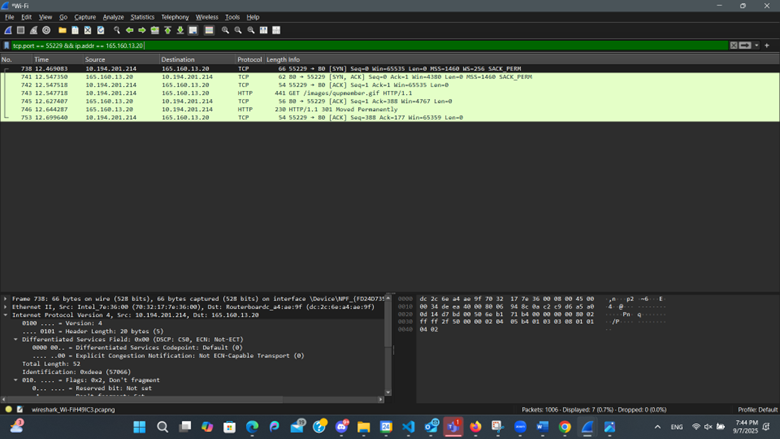 *Wi-Fi
File Edit View Go Capture Analyze Statistics Telephony Wireless Tools Help
tcp.port == 55229 && ip.addr == 165.160.13.20
No. Time Source Destination Protocol Length Info
738 12.469083 10.194.201.214 165.160.13.20 TCP 66 55229 → 80 [SYN] Seq=0 Win=65535 Len=0 MSS=1460 WS=256 SACK_PERM
741 12.547350 165.160.13.20 10.194.201.214 TCP 62 80 → 55229 [SYN, ACK] Seq=0 Ack=1 Win=4380 Len=0 MSS=1460 SACK_PERM
742 12.547518 10.194.201.214 165.160.13.20 TCP 54 55229 → 80 [ACK] Seq=1 Ack=1 Win=65535 Len=0
743 12.547718 10.194.201.214 165.160.13.20 HTTP 441 GET /images/qupmember.gif HTTP/1.1
745 12.627407 165.160.13.20 10.194.201.214 TCP 56 80 → 55229 [ACK] Seq=1 Ack=388 Win=4767 Len=0
746 12.644287 165.160.13.20 10.194.201.214 HTTP 230 HTTP/1.1 301 Moved Permanently
753 12.699640 10.194.201.214 165.160.13.20 TCP 54 55229 → 80 [ACK] Seq=388 Ack=177 Win=65359 Len=0
Frame 738: 66 bytes on wire (528 bits), 66 bytes captured (528 bits) on interface \Device\NPF_{FD24D735
Ethernet II, Src: Intel_7e:36:00 (70:32:17:7e:36:00), Dst: Routerboardc_a4:ae:9f (dc:2c:6e:a4:ae:9f)
Internet Protocol Version 4, Src: 10.194.201.214, Dst: 165.160.13.20
0100 .... = Version: 4
.... 0101 = Header Length: 20 bytes (5)
Differentiated Services Field: 0x00 (DSCP: CS0, ECN: Not-ECT)
0000 00.. = Differentiated Services Codepoint: Default (0)
.... ..00 = Explicit Congestion Notification: Not ECN-Capable Transport (0)
Total Length: 52
Identification: 0xdeea (57066)
010. .... = Flags: 0x2, Don't fragment
0... .... = Reserved bit: Not set
0000 dc 2c 6e a4 ae 9f 70 32 17 7e 36 00 08 00 45 00
0010 00 34 de ea 40 00 80 06 94 8c 0a c2 c9 d6 a5 a0
0020 0d 14 d7 bd 00 50 6e b1 71 b4 00 00 00 00 80 02
0030 ff ff 2f 50 00 00 02 04 05 b4 01 03 03 08 01 01
0040 04 02
wireshark_Wi-FiH49IC3.pcapng
Packets: 1006 · Displayed: 7 (0.7%) · Dropped: 0 (0.0%)
Profile: Default
ENG
7:44 PM
9/7/2025